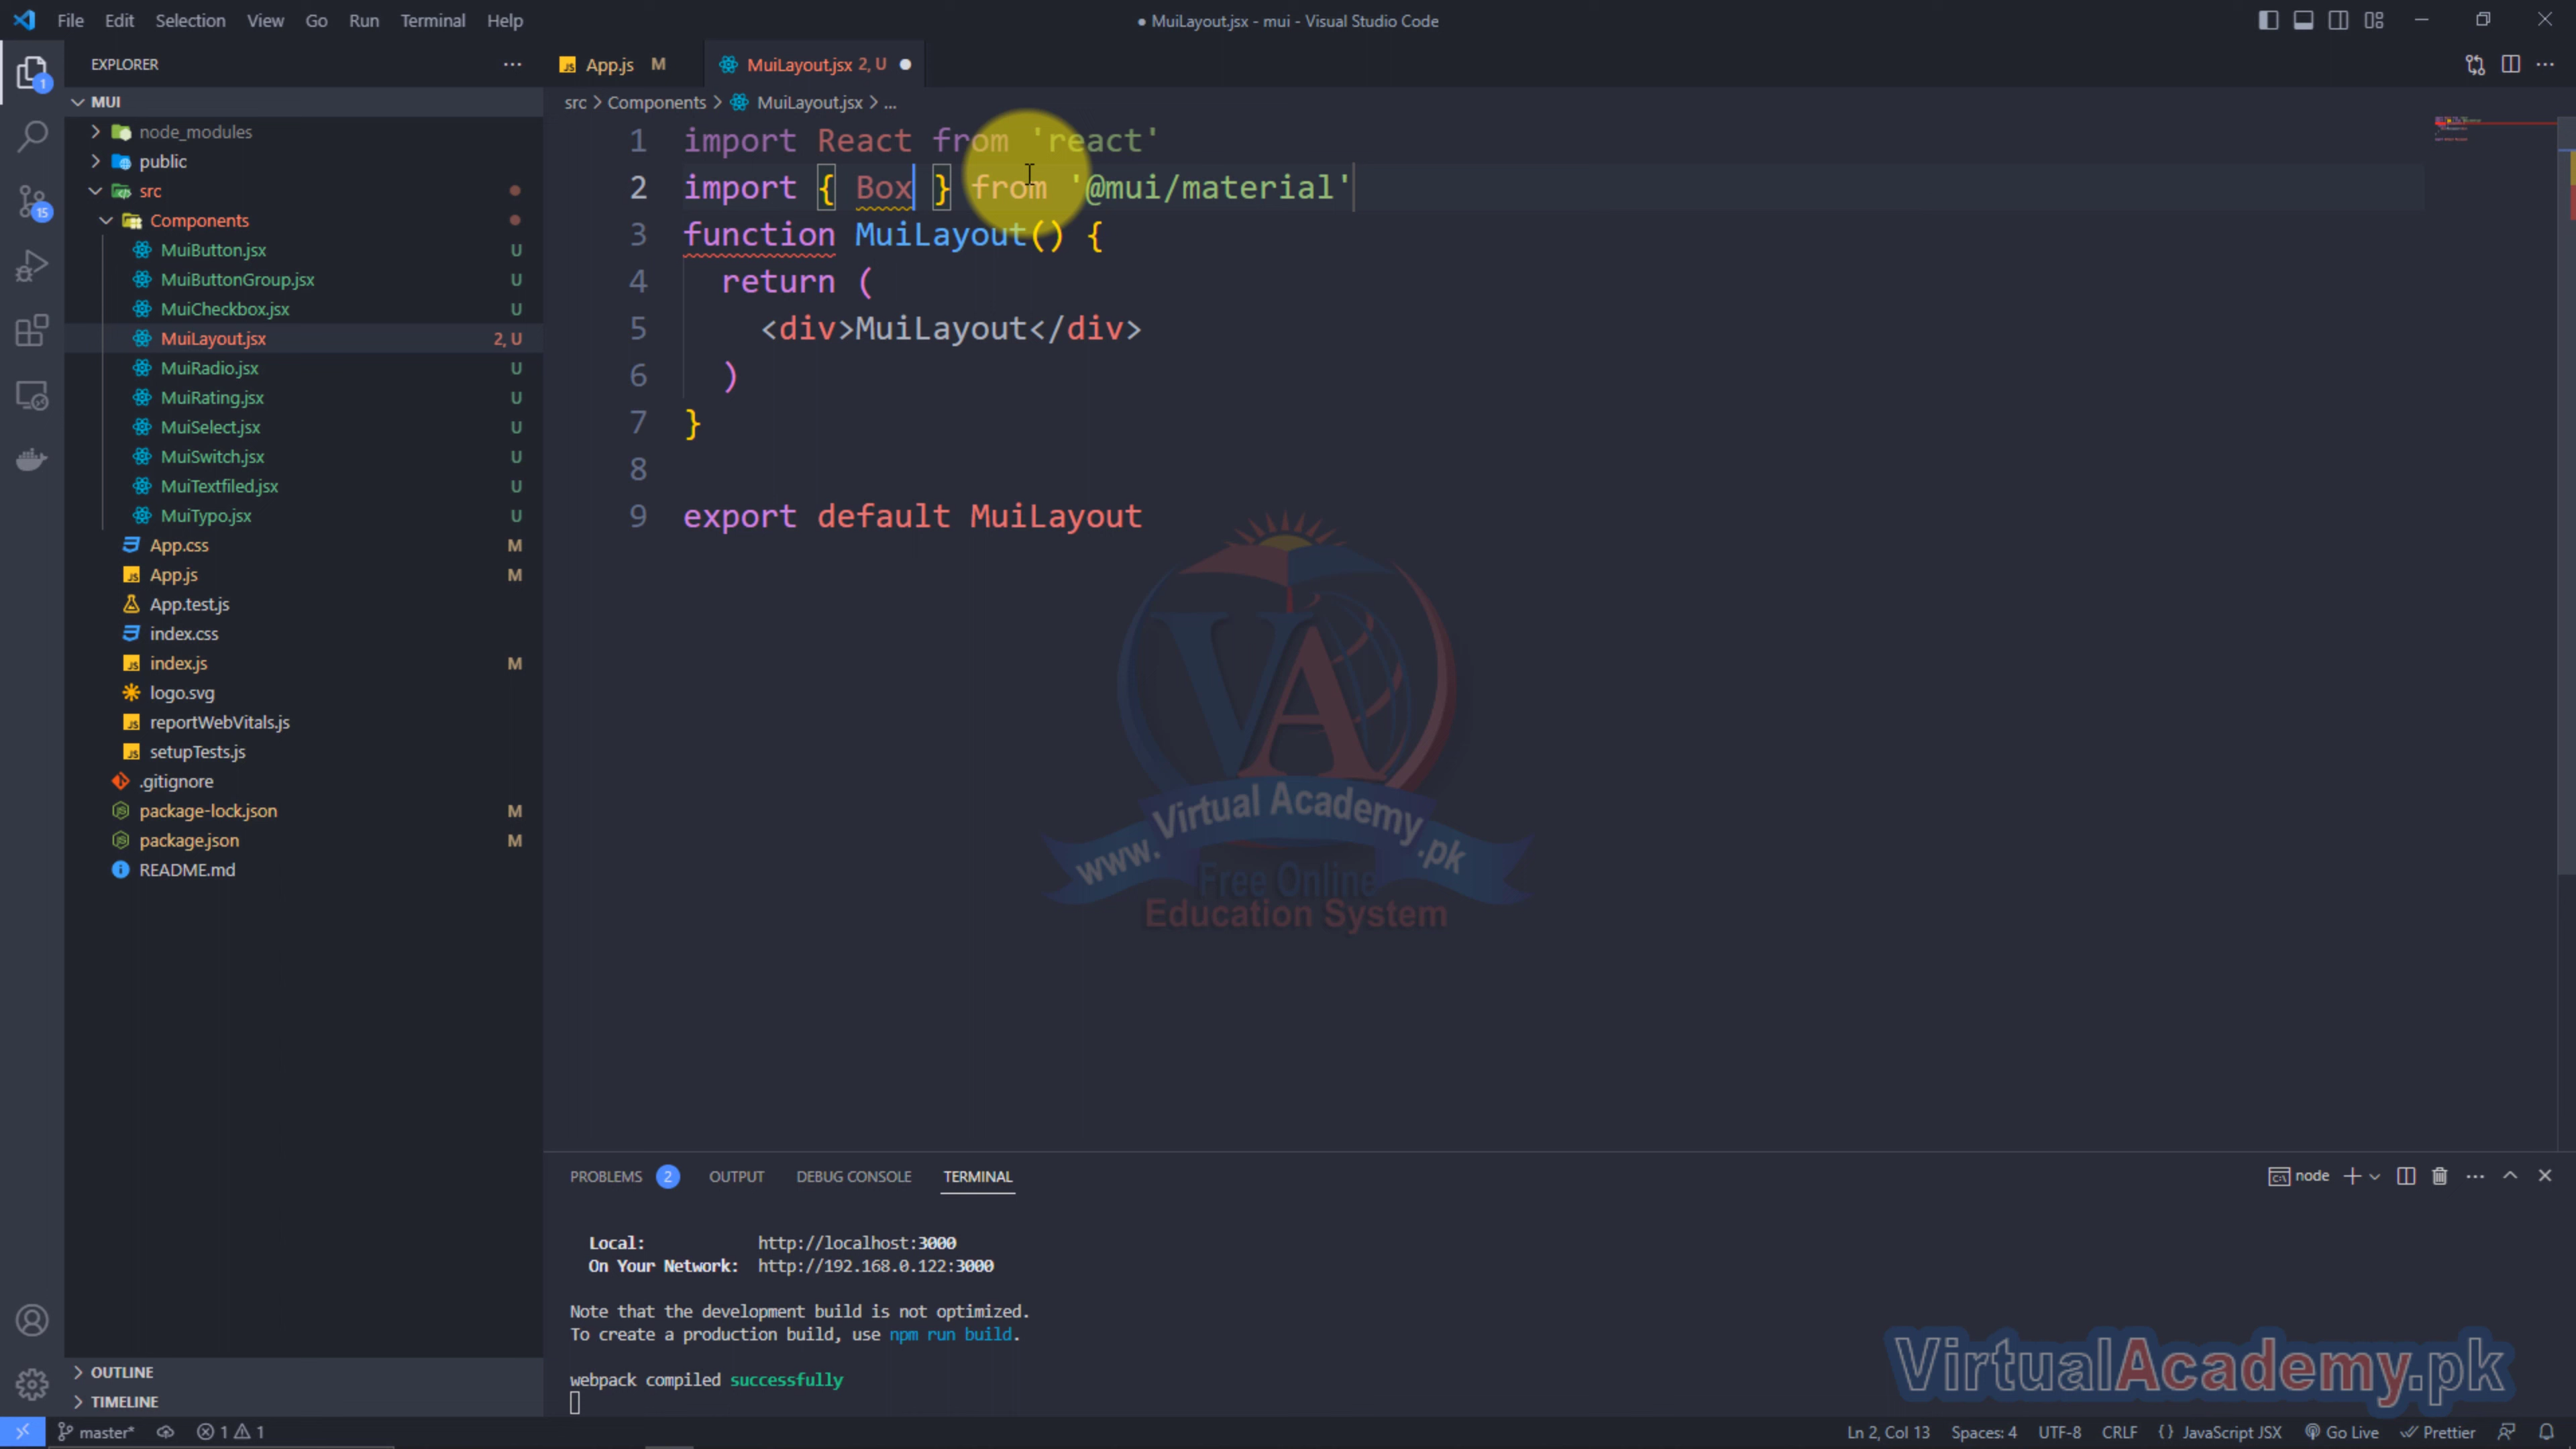 File Edit Selection View Go Run Terminal Help
● MuiLayout.jsx - mui - Visual Studio Code
EXPLORER
App.js M
MuiLayout.jsx 2, U
MUI
src > Components > MuiLayout.jsx > ...
node_modules
public
src
Components
MuiButton.jsx U
MuiButtonGroup.jsx U
MuiCheckbox.jsx U
MuiLayout.jsx 2, U
MuiRadio.jsx U
MuiRating.jsx U
MuiSelect.jsx U
MuiSwitch.jsx U
MuiTextfiled.jsx U
MuiTypo.jsx U
App.css M
App.js M
App.test.js
index.css
index.js M
logo.svg
reportWebVitals.js
setupTests.js
.gitignore
package-lock.json M
package.json M
README.md
OUTLINE
TIMELINE
1
15
1 import React from 'react'
2 import { Box } from '@mui/material'
3 function MuiLayout() {
4 return (
5 <div>MuiLayout</div>
6 )
7 }
8
9 export default MuiLayout
VA
www.VirtualAcademy.pk
Free Online
Education System
PROBLEMS 2 OUTPUT DEBUG CONSOLE TERMINAL
node
Local: http://localhost:3000
On Your Network: http://192.168.0.122:3000
Note that the development build is not optimized.
To create a production build, use npm run build.
webpack compiled successfully
VirtualAcademy.pk
master* 1 1
Ln 2, Col 13 Spaces: 4 UTF-8 CRLF {} JavaScript JSX Go Live Prettier